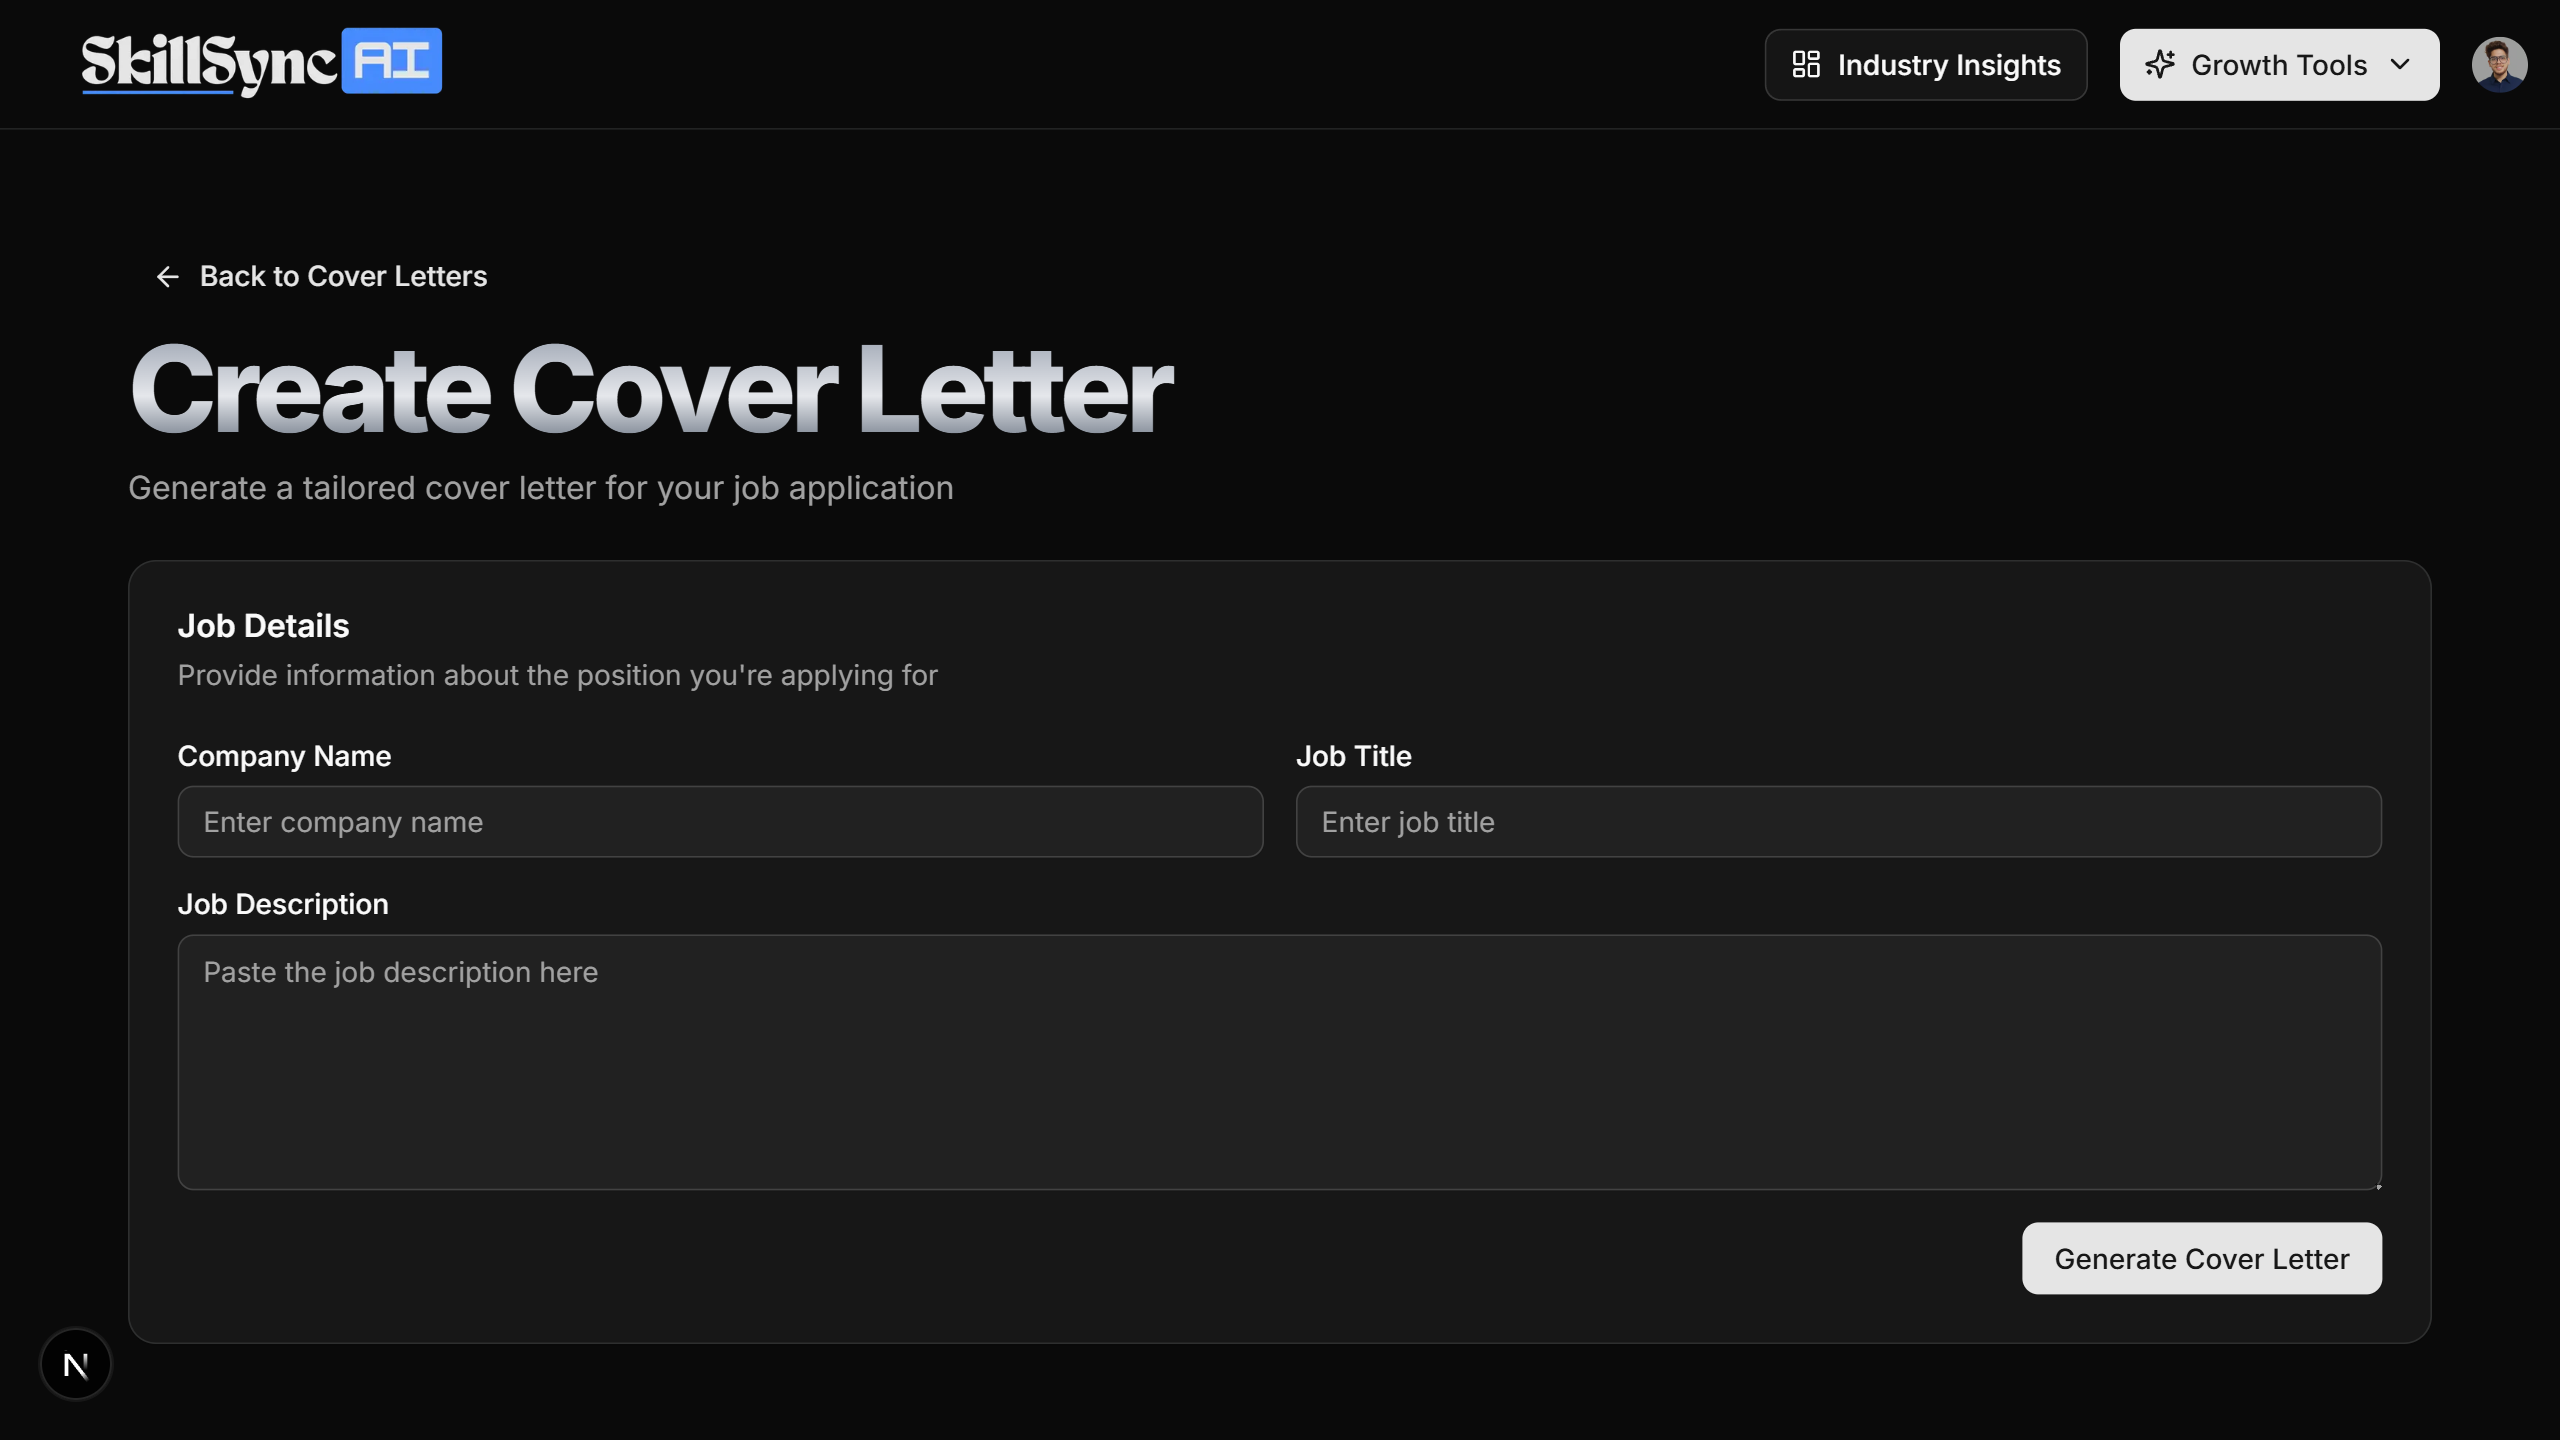 SkillSync AI
Industry Insights
Growth Tools
Back to Cover Letters
Create Cover Letter
Generate a tailored cover letter for your job application
Job Details
Provide information about the position you're applying for
Company Name
Job Title
Enter company name
Enter job title
Job Description
Paste the job description here
Generate Cover Letter
N